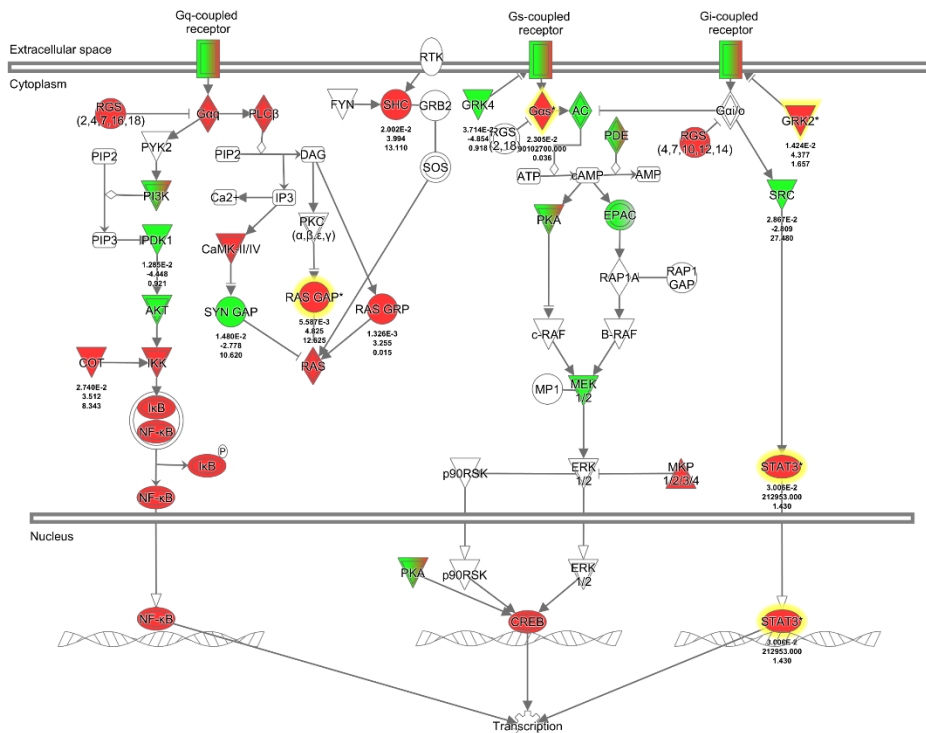 Gq-coupled
receptor
Gs-coupled
receptor
Gi-coupled
receptor
Extracellular space
Cytoplasm
RTK
RGS
(2,4,7,16,18)
Gαq
PLCβ
FYN
SHC
2.002E-2
3.994
13.110
GRB2
SOS
GRK4
3.714E-2
-4.854
0.918
RGS
(2,18)
Gαs*
2.305E-2
90102700.000
0.036
AC
PDE
Gαi/o
RGS
(4,7,10,12,14)
GRK2*
1.424E-2
4.377
1.657
PYK2
PIP2
PI3K
PIP3
PDK1
1.285E-2
-4.448
0.921
AKT
COT
2.740E-2
3.512
8.343
IKK
IκB
NF-κB
IκB
P
NF-κB
PIP2
DAG
Ca2+
IP3
PKC
(α,β,ε,γ)
CaMK-II/IV
SYN GAP
1.480E-2
-2.778
10.620
RAS GAP*
5.587E-3
4.825
12.625
RAS GRP
1.326E-3
3.255
0.015
RAS
ATP
cAMP
AMP
PKA
EPAC
RAP1A
RAP1
GAP
c-RAF
B-RAF
MP1
MEK
1/2
p90RSK
ERK
1/2
MKP
1/2/3/4
SRC
2.867E-2
-2.809
27.480
STAT3*
3.006E-2
212953.000
1.430
Nucleus
PKA
p90RSK
ERK
1/2
NF-κB
CREB
STAT3*
3.006E-2
212953.000
1.430
Transcription